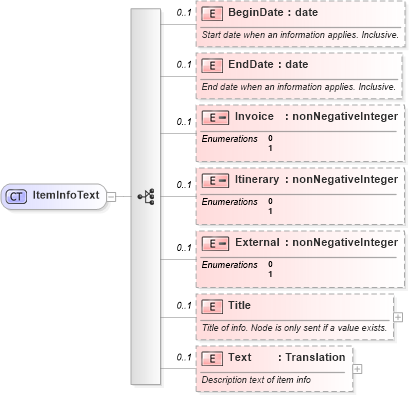 0..1
E BeginDate : date
Start date when an information applies. Inclusive.
0..1
E EndDate : date
End date when an information applies. Inclusive.
0..1
E Invoice : nonNegativeInteger
Enumerations 0
1
0..1
E Itinerary : nonNegativeInteger
Enumerations 0
1
CT ItemInfoText
0..1
E External : nonNegativeInteger
Enumerations 0
1
0..1
E Title
Title of info. Node is only sent if a value exists.
0..1
E Text : Translation
Description text of item info